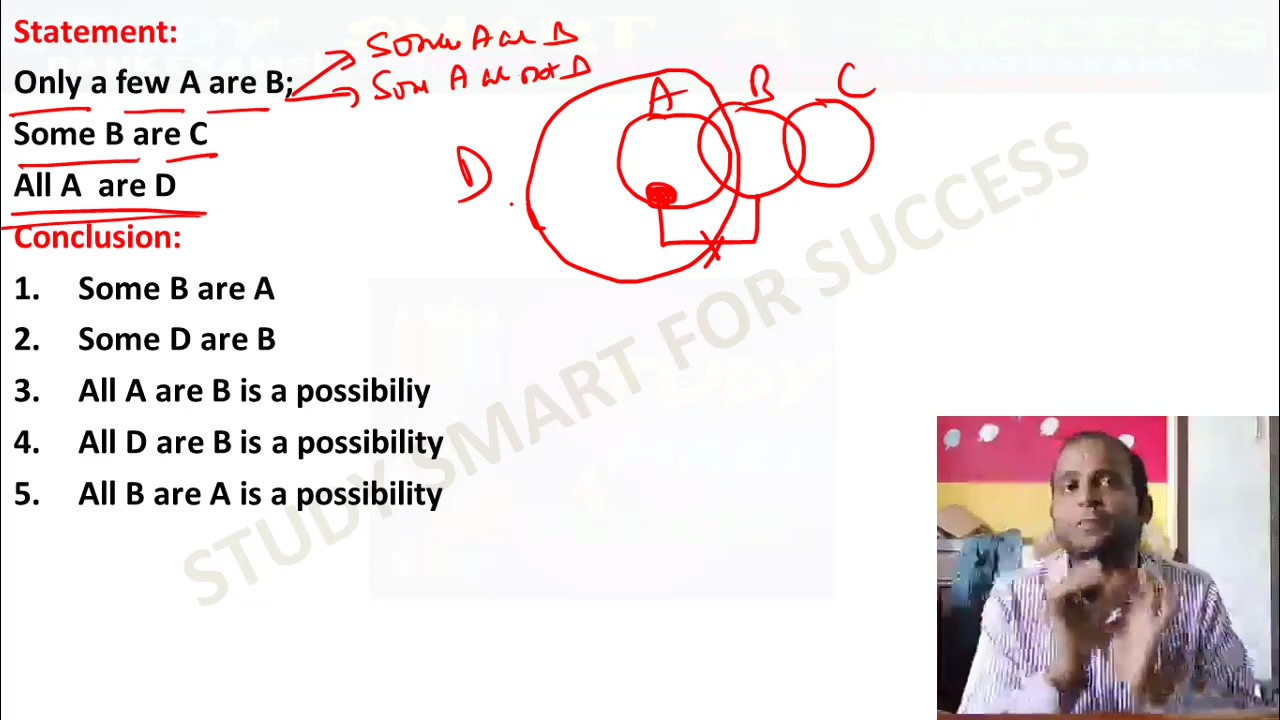 Statement:
Only a few A are B;
Some B are C
All A are D
Conclusion:
1. Some B are A
2. Some D are B
3. All A are B is a possibiliy
4. All D are B is a possibility
5. All B are A is a possibility
Some A are B
Some A are not B
A
B
C
D
STUDY SMART FOR SUCCESS